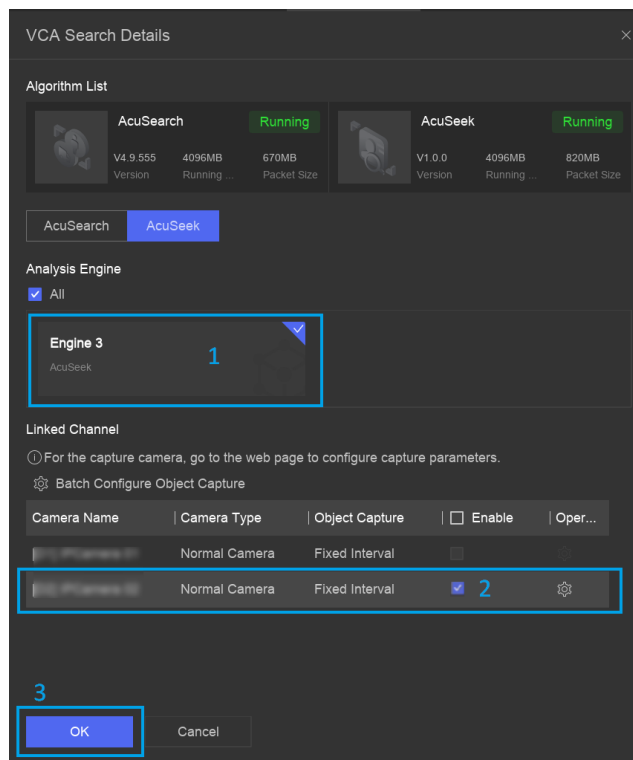 VCA Search Details
Algorithm List
AcuSearch Running
V4.9.555 4096MB 670MB
Version Running ... Packet Size
AcuSeek Running
V1.0.0 4096MB 820MB
Version Running ... Packet Size
AcuSearch AcuSeek
Analysis Engine
All
Engine 3
AcuSeek
1
Linked Channel
For the capture camera, go to the web page to configure capture parameters.
Batch Configure Object Capture
Camera Name Camera Type Object Capture Enable Oper...
Normal Camera Fixed Interval
Normal Camera Fixed Interval 2
3
OK Cancel